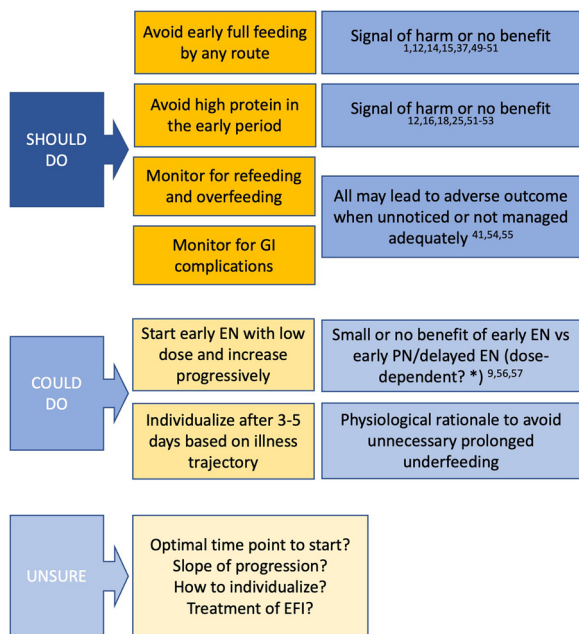 SHOULD
DO
Avoid early full feeding
by any route
Signal of harm or no benefit
1,12,14,15,37,49-51
Avoid high protein in
the early period
Signal of harm or no benefit
12,16,18,25,51-53
Monitor for refeeding
and overfeeding
Monitor for GI
complications
All may lead to adverse outcome
when unnoticed or not managed
adequately 41,54,55
COULD
DO
Start early EN with low
dose and increase
progressively
Small or no benefit of early EN vs
early PN/delayed EN (dose-
dependent? *) 9,56,57
Individualize after 3-5
days based on illness
trajectory
Physiological rationale to avoid
unnecessary prolonged
underfeeding
UNSURE
Optimal time point to start?
Slope of progression?
How to individualize?
Treatment of EFI?